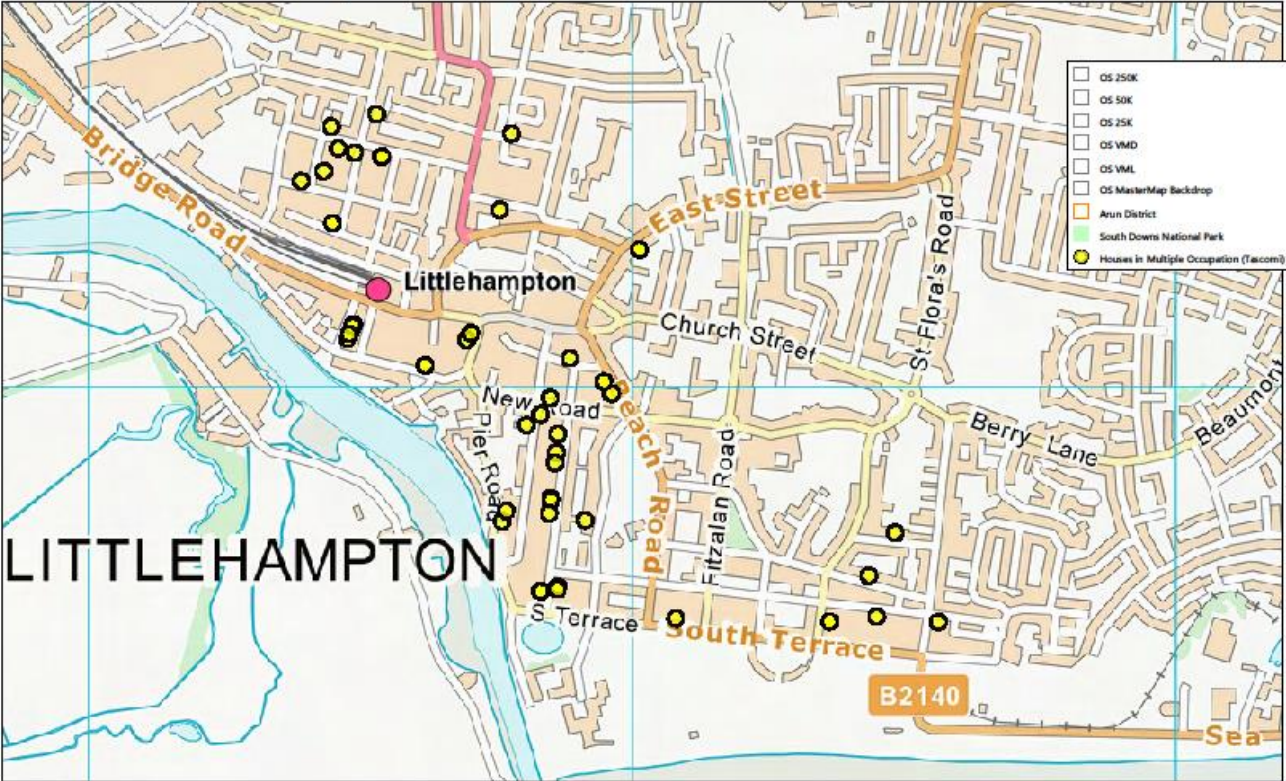 OS 250K
OS 50K
OS 25K
OS VMD
OS VML
OS MasterMap Backdrop
Arun District
South Downs National Park
Houses in Multiple Occupation (Tascomi)
Bridge Road
East Street
St Flora's Road
Littlehampton
Church Street
New Road
Beach Road
Berry Lane
Beaumont
Pier Road
Fitzalan Road
LITTLEHAMPTON
S Terrace
South Terrace
B2140
Sea